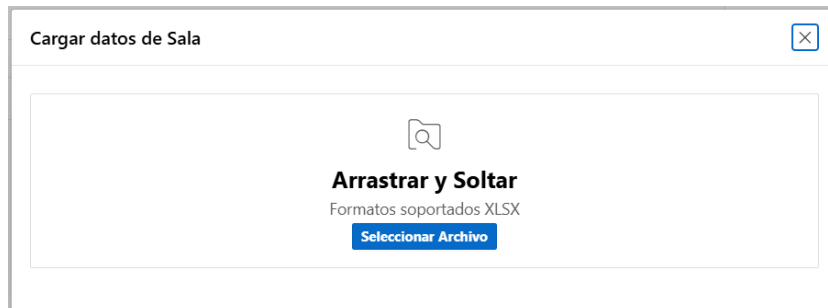 Cargar datos de Sala
Arrastrar y Soltar
Formatos soportados XLSX
Seleccionar Archivo